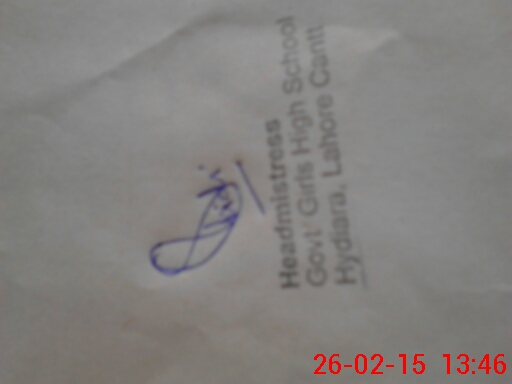 Headmistress
Govt' Girls High School
Hydiara, Lahore Cantt
26-02-15 13:46